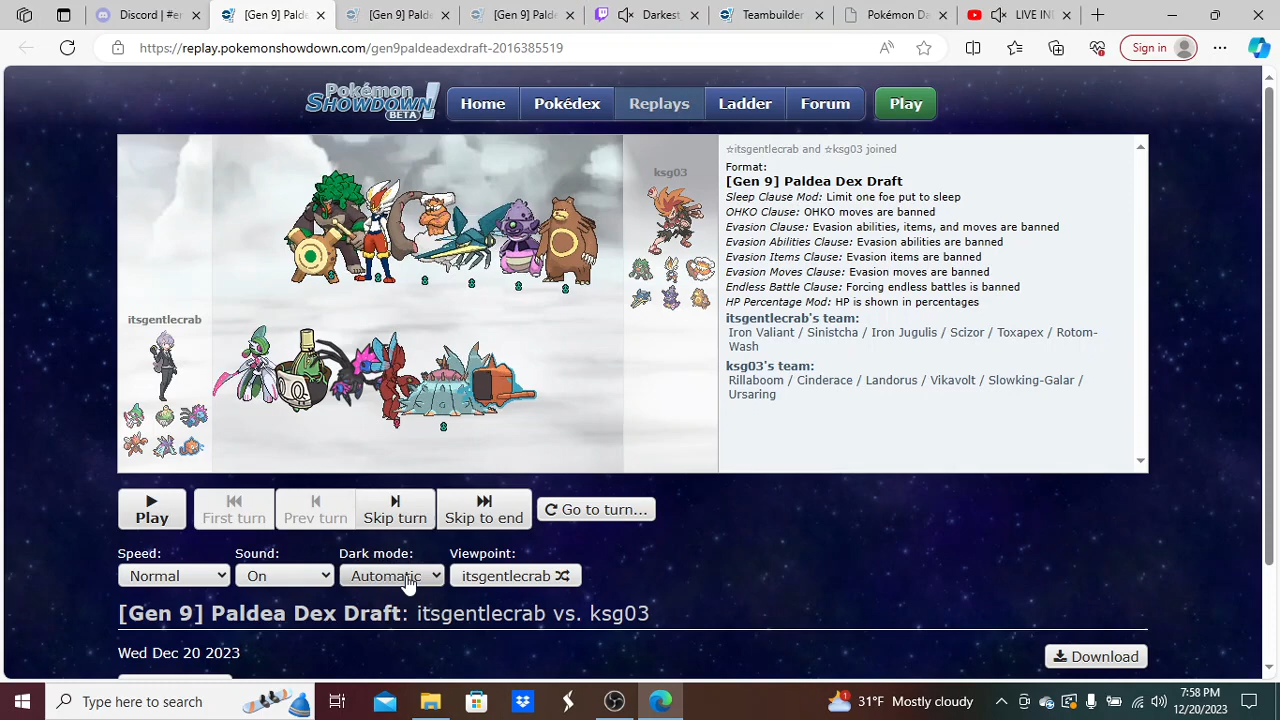 Discord | #er
[Gen 9] Palde
[Gen 9] Palde
[Gen 9] Palde
Darkest_
Teambuilder
Pokémon Da
LIVE IN
https://replay.pokemonshowdown.com/gen9paldeadexdraft-2016385519
Sign in
Pokémon
SHOWDOWN!
BETA
Home
Pokédex
Replays
Ladder
Forum
Play
ksg03
itsgentlecrab
☆itsgentlecrab and ☆ksg03 joined
Format:
[Gen 9] Paldea Dex Draft
Sleep Clause Mod: Limit one foe put to sleep
OHKO Clause: OHKO moves are banned
Evasion Clause: Evasion abilities, items, and moves are banned
Evasion Abilities Clause: Evasion abilities are banned
Evasion Items Clause: Evasion items are banned
Evasion Moves Clause: Evasion moves are banned
Endless Battle Clause: Forcing endless battles is banned
HP Percentage Mod: HP is shown in percentages
itsgentlecrab's team:
Iron Valiant / Sinistcha / Iron Jugulis / Scizor / Toxapex / Rotom-
Wash
ksg03's team:
Rillaboom / Cinderace / Landorus / Vikavolt / Slowking-Galar /
Ursaring
Play
First turn
Prev turn
Skip turn
Skip to end
Go to turn...
Speed:
Sound:
Dark mode:
Viewpoint:
Normal
On
Automatic
itsgentlecrab
[Gen 9] Paldea Dex Draft: itsgentlecrab vs. ksg03
Wed Dec 20 2023
Download
Type here to search
1
31°F Mostly cloudy
7:58 PM
12/20/2023